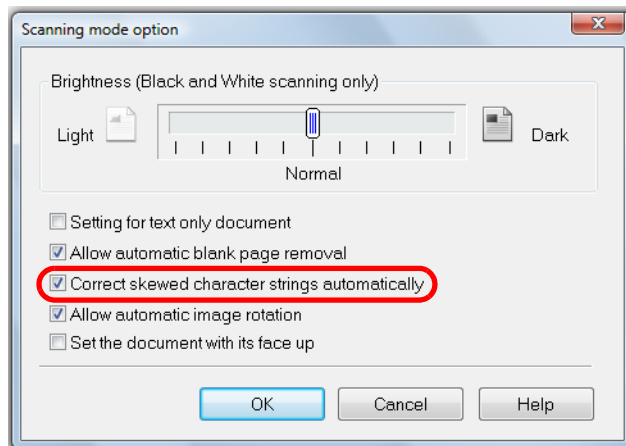 Scanning mode option
Brightness (Black and White scanning only)
Light Dark
Normal
Setting for text only document
Allow automatic blank page removal
Correct skewed character strings automatically
Allow automatic image rotation
Set the document with its face up
OK Cancel Help